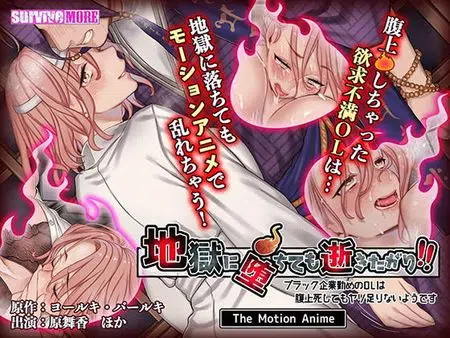 survive MORE
腹上🔥しちゃった
欲求不満OLは…
地獄に落ちても
モーションアニメで
乱れちゃう!
地獄に堕ちても逝きたがり!!
ブラック企業勤めのOLは
腹上死してもヤリ足りないようです
The Motion Anime
原作:ヨールキ・パールキ
出演:原舞香 ほか